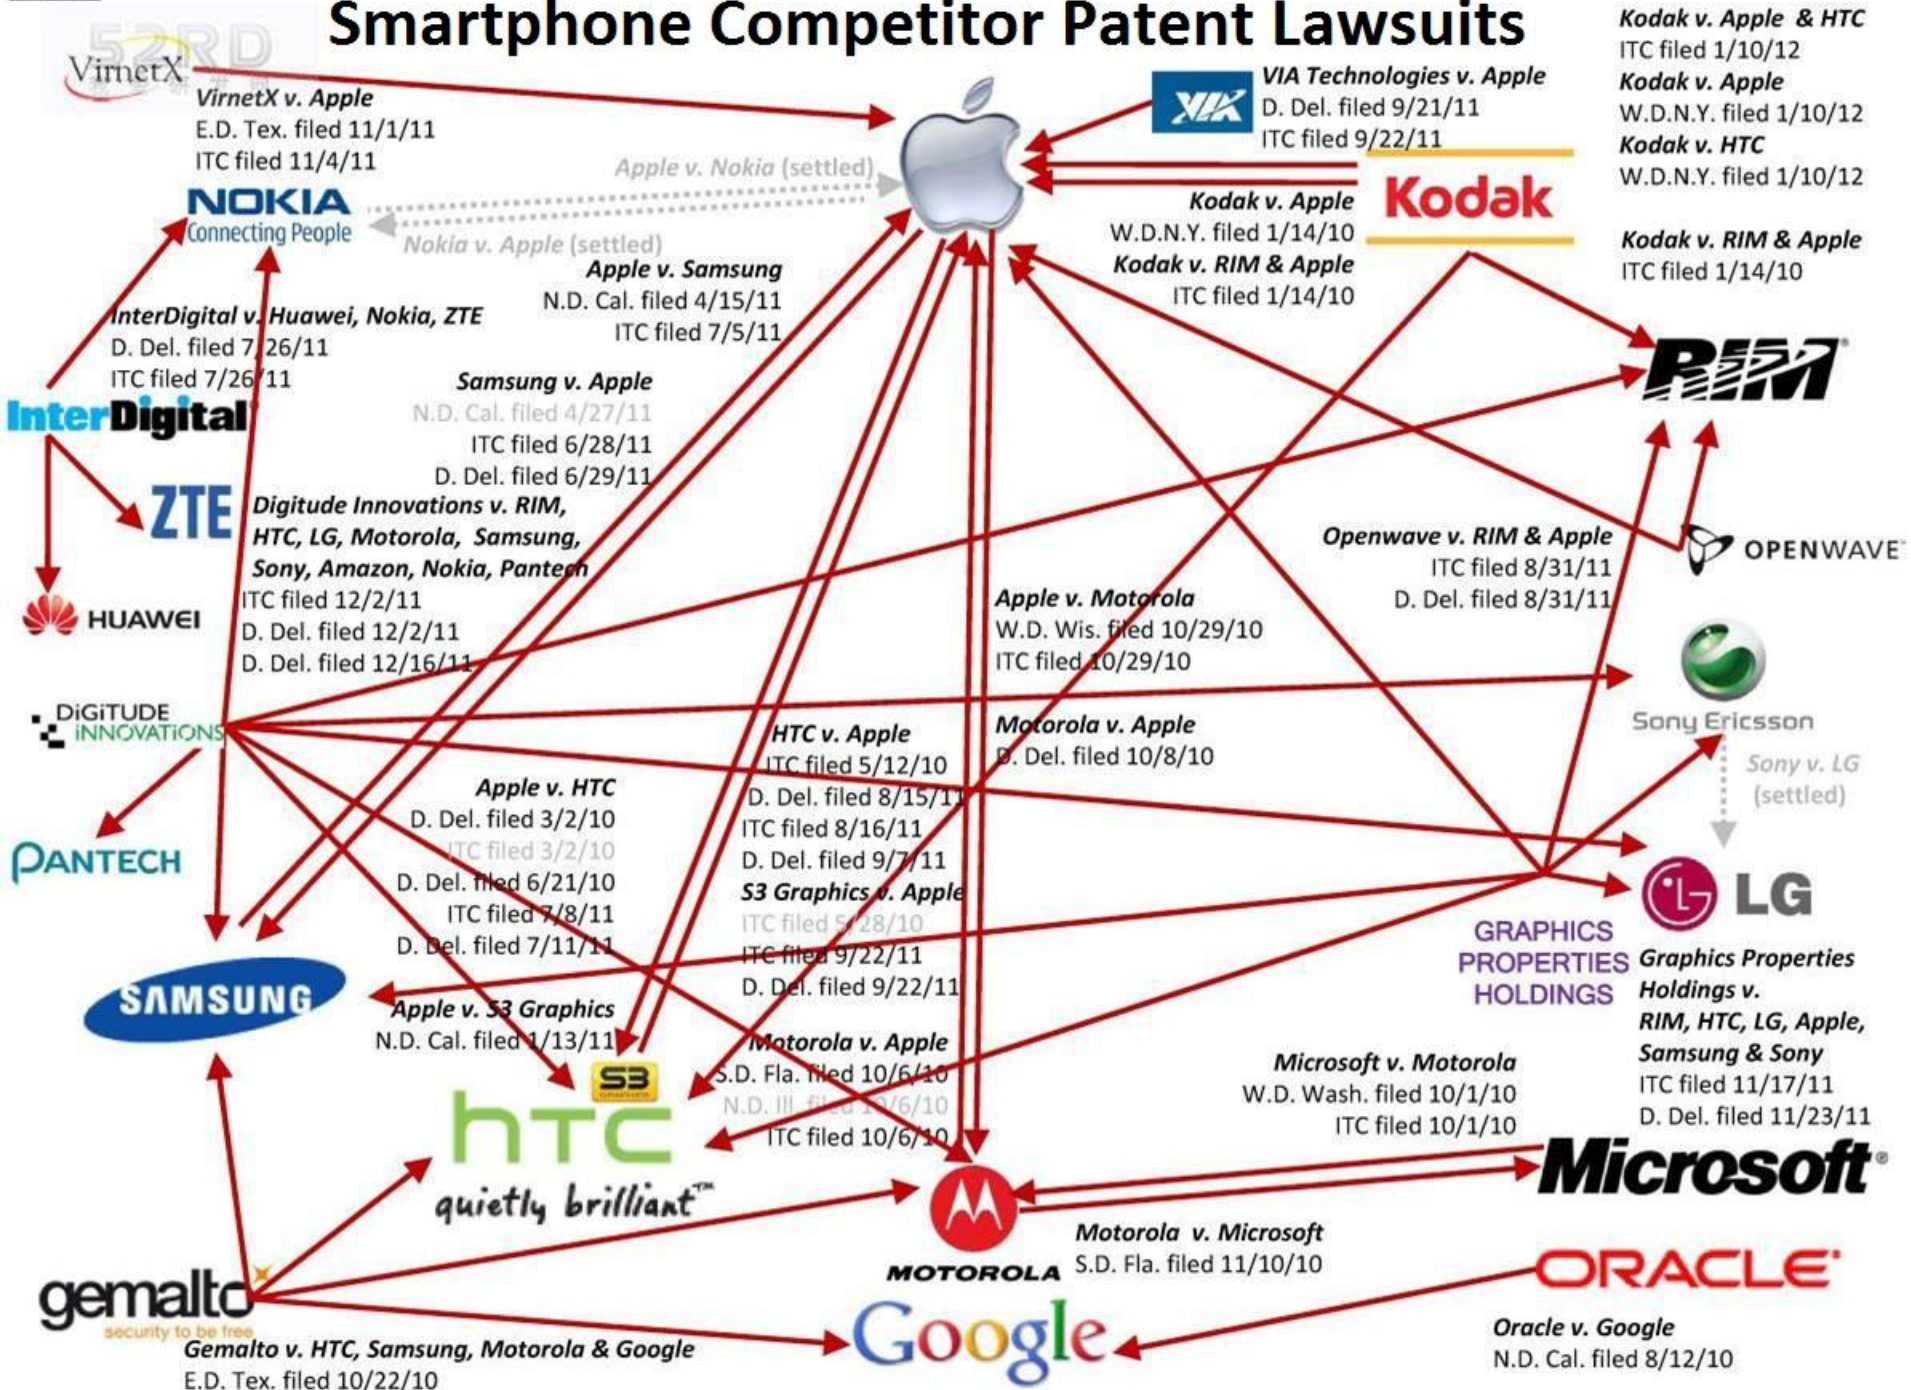 Smartphone Competitor Patent Lawsuits
52RD
VirnetX
VirnetX v. Apple
E.D. Tex. filed 11/1/11
ITC filed 11/4/11
VIA
VIA Technologies v. Apple
D. Del. filed 9/21/11
ITC filed 9/22/11
Kodak v. Apple & HTC
ITC filed 1/10/12
Kodak v. Apple
W.D.N.Y. filed 1/10/12
Kodak v. HTC
W.D.N.Y. filed 1/10/12
Kodak v. RIM & Apple
ITC filed 1/14/10
Kodak
Kodak v. Apple
W.D.N.Y. filed 1/14/10
Kodak v. RIM & Apple
ITC filed 1/14/10
NOKIA
Connecting People
Apple v. Nokia (settled)
Nokia v. Apple (settled)
Apple v. Samsung
N.D. Cal. filed 4/15/11
ITC filed 7/5/11
InterDigital v. Huawei, Nokia, ZTE
D. Del. filed 7/26/11
ITC filed 7/26/11
InterDigital
Samsung v. Apple
N.D. Cal. filed 4/27/11
ITC filed 6/28/11
D. Del. filed 6/29/11
RIM®
ZTE
HUAWEI
Digitude Innovations v. RIM,
HTC, LG, Motorola, Samsung,
Sony, Amazon, Nokia, Pantech
ITC filed 12/2/11
D. Del. filed 12/2/11
D. Del. filed 12/16/11
Openwave v. RIM & Apple
ITC filed 8/31/11
D. Del. filed 8/31/11
OPENWAVE™
Apple v. Motorola
W.D. Wis. filed 10/29/10
ITC filed 10/29/10
Motorola v. Apple
D. Del. filed 10/8/10
Sony Ericsson
Sony v. LG
(settled)
LG
DiGiTUDE
iNNOVATiONS
PANTECH
Apple v. HTC
D. Del. filed 3/2/10
ITC filed 3/2/10
D. Del. filed 6/21/10
ITC filed 7/8/11
D. Del. filed 7/11/11
HTC v. Apple
ITC filed 5/12/10
D. Del. filed 8/15/11
ITC filed 8/16/11
D. Del. filed 9/7/11
S3 Graphics v. Apple
ITC filed 5/28/10
ITC filed 9/22/11
D. Del. filed 9/22/11
SAMSUNG
Apple v. S3 Graphics
N.D. Cal. filed 1/13/11
S3
GRAPHICS
Motorola v. Apple
S.D. Fla. filed 10/6/10
N.D. Ill. filed 10/6/10
ITC filed 10/6/10
GRAPHICS
PROPERTIES
HOLDINGS
Graphics Properties
Holdings v.
RIM, HTC, LG, Apple,
Samsung & Sony
ITC filed 11/17/11
D. Del. filed 11/23/11
Microsoft v. Motorola
W.D. Wash. filed 10/1/10
ITC filed 10/1/10
Microsoft®
hTC
quietly brilliant™
MOTOROLA
Motorola v. Microsoft
S.D. Fla. filed 11/10/10
gemalto
security to be free
Gemalto v. HTC, Samsung, Motorola & Google
E.D. Tex. filed 10/22/10
Google
ORACLE®
Oracle v. Google
N.D. Cal. filed 8/12/10